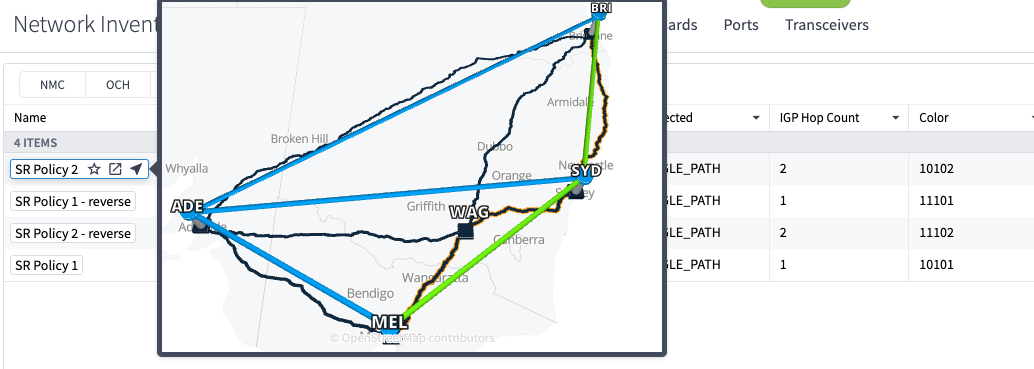 Network Invent
ards
Ports
Transceivers
NMC
OCH
Name
ected
IGP Hop Count
Color
4 ITEMS
SR Policy 2
GLE_PATH
2
10102
SR Policy 1 - reverse
GLE_PATH
1
11101
SR Policy 2 - reverse
GLE_PATH
2
11102
SR Policy 1
GLE_PATH
1
10101
BRI
Armidale
Broken Hill
Dubbo
Whyalla
Newcastle
Orange
SYD
Sydney
ADE
Griffith
WAG
Canberra
Wangaratta
Bendigo
MEL
© OpenStreetMap contributors